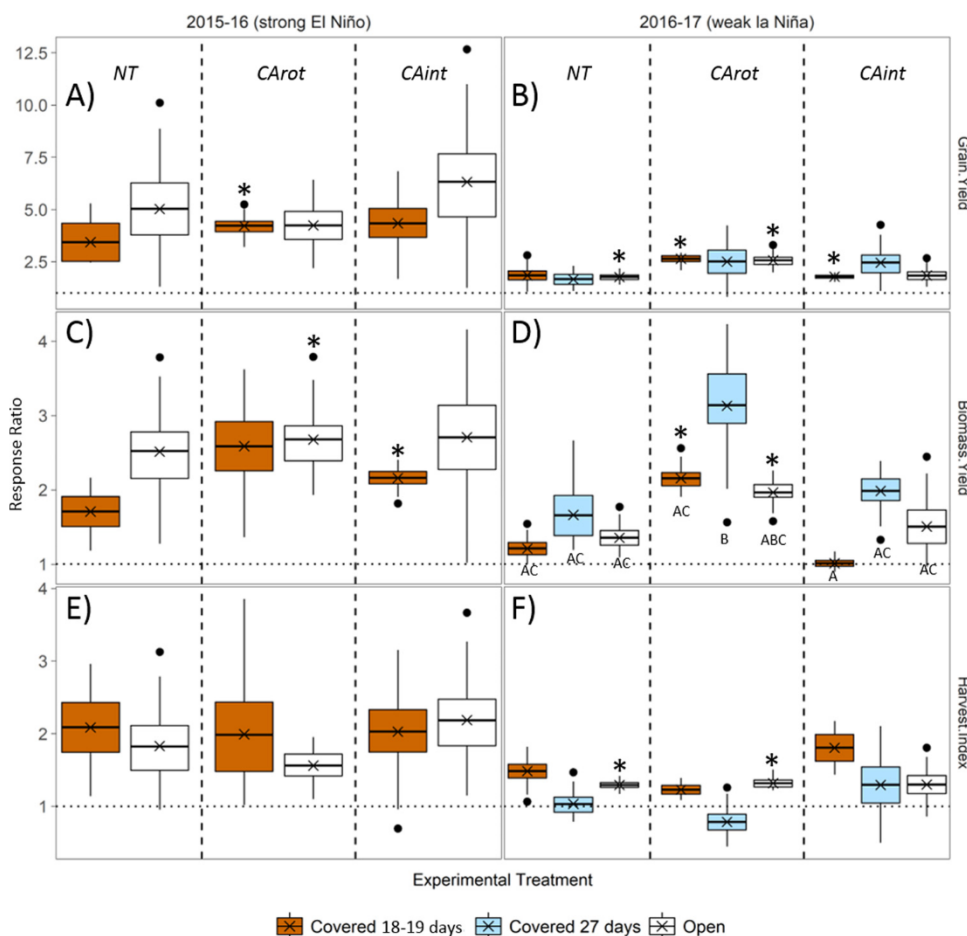 2015-16 (strong El Niño)
2016-17 (weak la Niña)
A)
NT
CArot
CAint
*
12.5
10.0
7.5
5.0
2.5
B)
NT
CArot
CAint
*
*
*
*
Grain.Yield
C)
*
*
4
3
2
1
D)
*
*
AC
AC
AC
AC
B
ABC
A
AC
AC
Biomass.Yield
Response Ratio
E)
4
3
2
1
F)
*
*
Harvest.Index
Experimental Treatment
Covered 18-19 days
Covered 27 days
Open